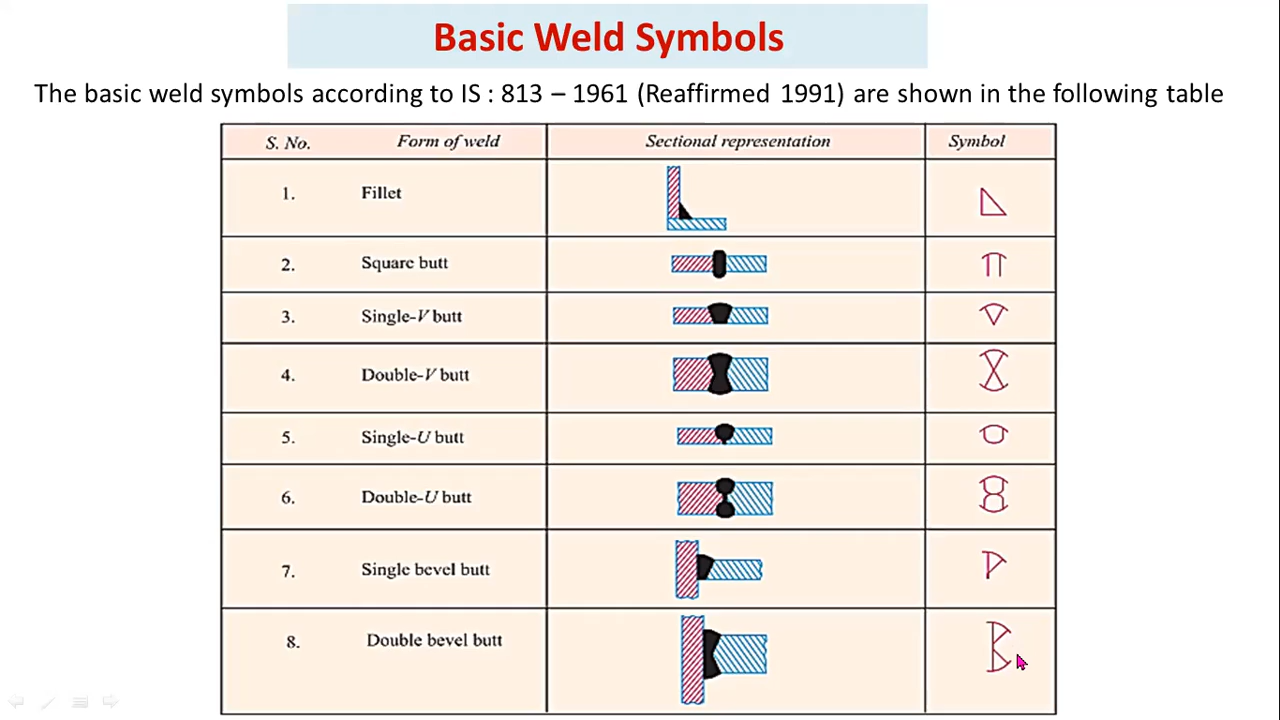 Basic Weld Symbols
The basic weld symbols according to IS : 813 – 1961 (Reaffirmed 1991) are shown in the following table
S. No. Form of weld Sectional representation Symbol
1. Fillet
2. Square butt
3. Single-V butt
4. Double-V butt
5. Single-U butt
6. Double-U butt
7. Single bevel butt
8. Double bevel butt